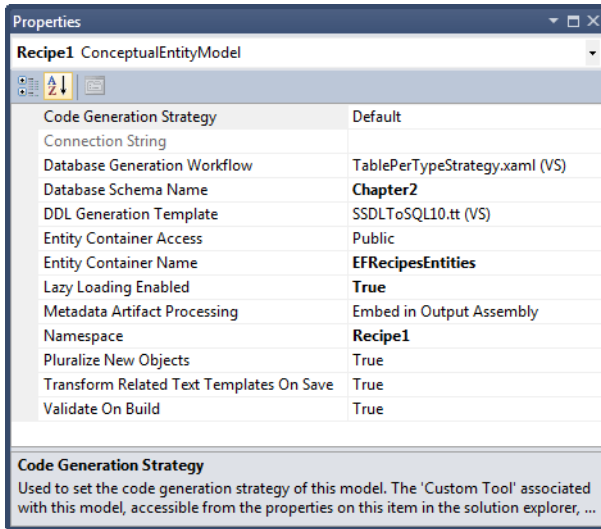 Properties
Recipe1 ConceptualEntityModel
Code Generation Strategy Default
Connection String
Database Generation Workflow TablePerTypeStrategy.xaml (VS)
Database Schema Name Chapter2
DDL Generation Template SSDLToSQL10.tt (VS)
Entity Container Access Public
Entity Container Name EFRecipesEntities
Lazy Loading Enabled True
Metadata Artifact Processing Embed in Output Assembly
Namespace Recipe1
Pluralize New Objects True
Transform Related Text Templates On Save True
Validate On Build True
Code Generation Strategy
Used to set the code generation strategy of this model. The 'Custom Tool' associated
with this model, accessible from the properties on this item in the solution explorer, ...